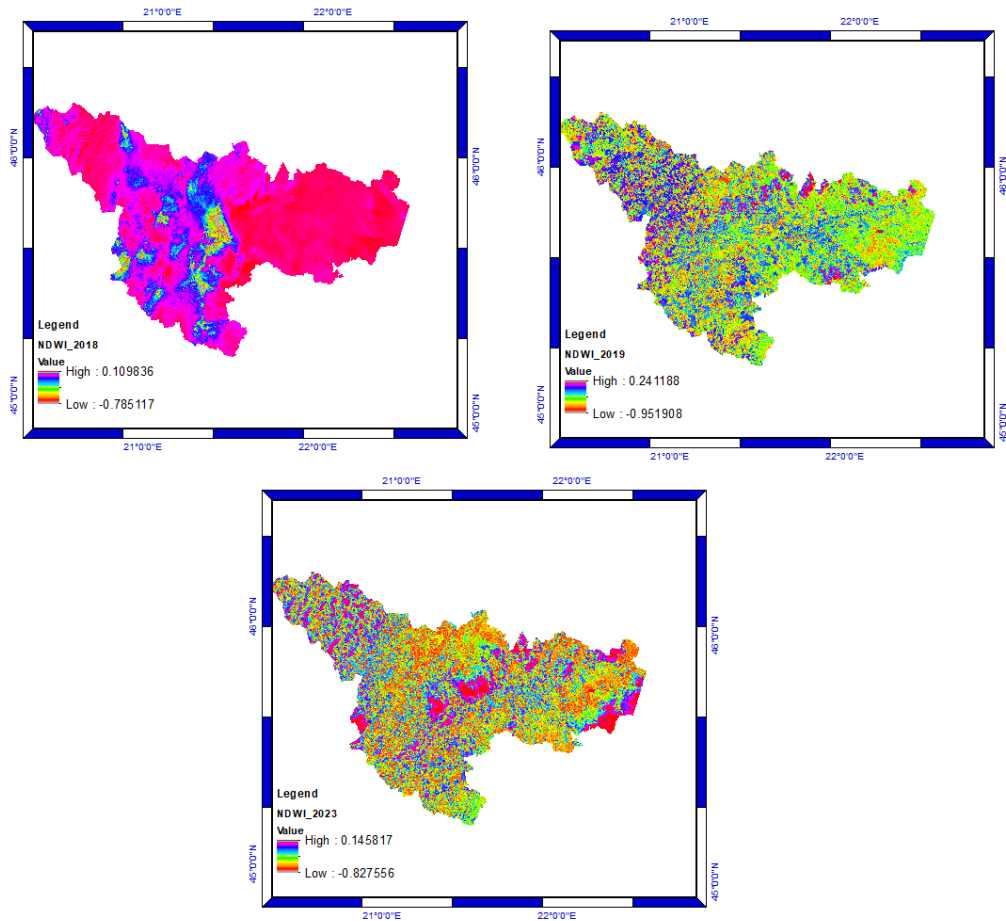 21°0'0"E 22°0'0"E
46°0'0"N 46°0'0"N
Legend
NDWI_2018
Value
High : 0.109836
Low : -0.785117
45°0'0"N 45°0'0"N
21°0'0"E 22°0'0"E
21°0'0"E 22°0'0"E
46°0'0"N 46°0'0"N
Legend
NDWI_2019
Value
High : 0.241188
Low : -0.951908
45°0'0"N 45°0'0"N
21°0'0"E 22°0'0"E
21°0'0"E 22°0'0"E
46°0'0"N 46°0'0"N
Legend
NDWI_2023
Value
High : 0.145817
Low : -0.827556
45°0'0"N 45°0'0"N
21°0'0"E 22°0'0"E